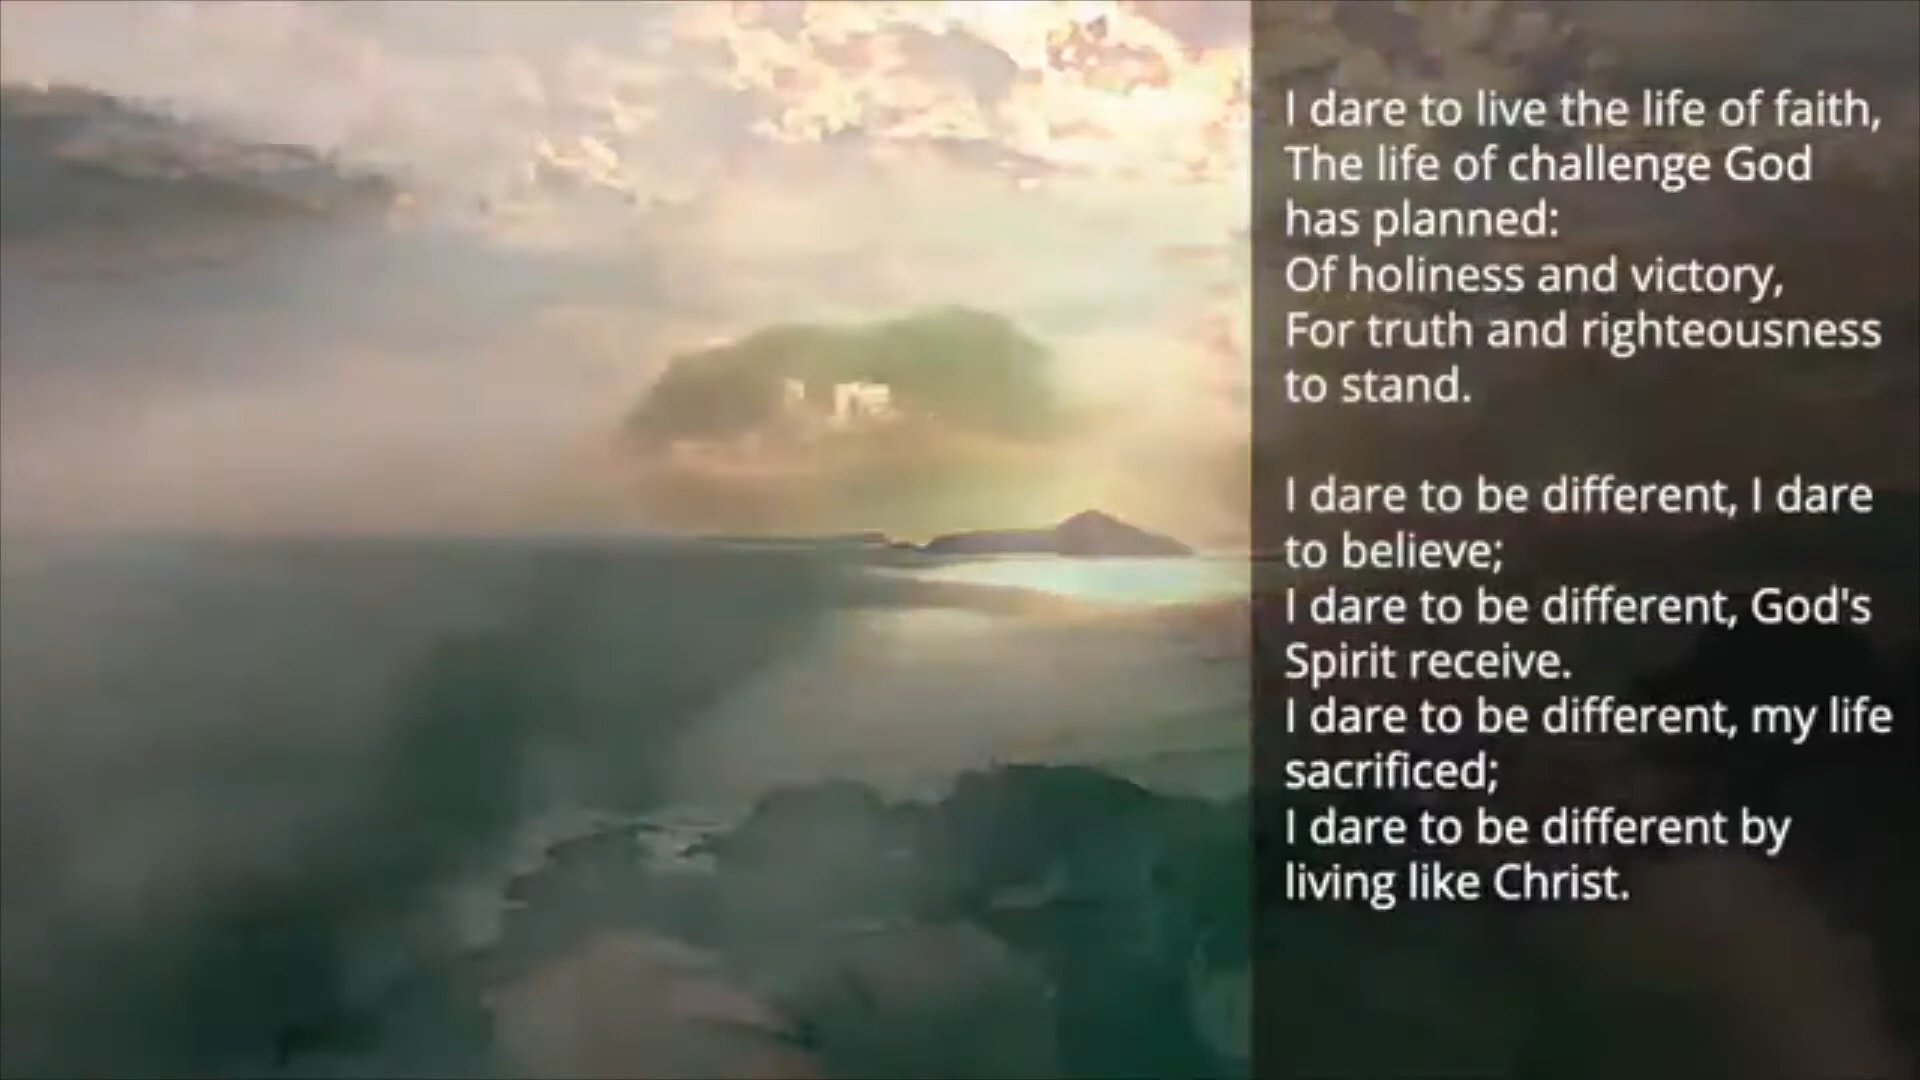 I dare to live the life of faith,
The life of challenge God
has planned:
Of holiness and victory,
For truth and righteousness
to stand.
I dare to be different, I dare
to believe;
I dare to be different, God's
Spirit receive.
I dare to be different, my life
sacrificed;
I dare to be different by
living like Christ.